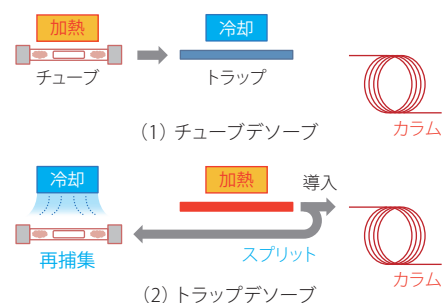 加熱
冷却
チューブ
トラップ
カラム
(1) チューブデソーブ
冷却
加熱
導入
再捕集
スプリット
カラム
(2) トラップデソーブ